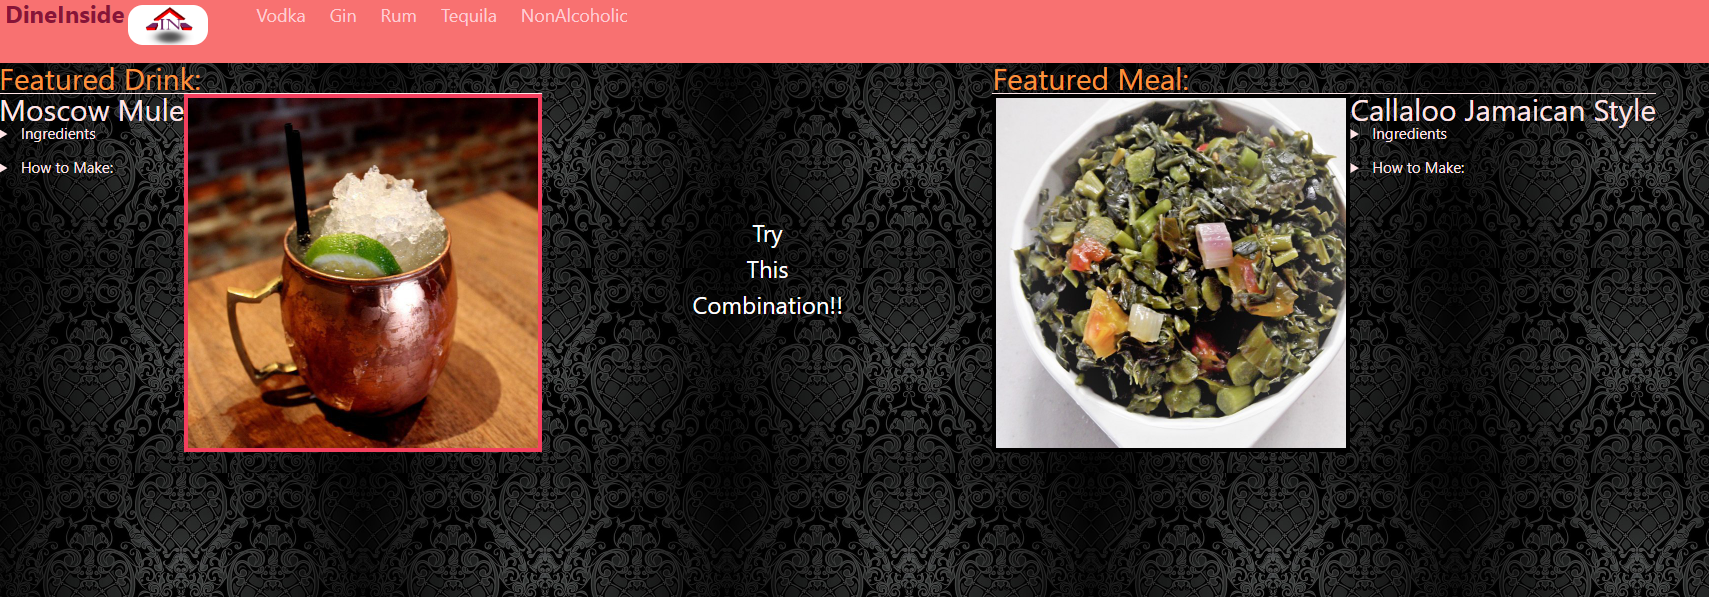 DineInside
IN
Vodka Gin Rum Tequila NonAlcoholic
Featured Drink:
Moscow Mule
Ingredients
How to Make:
Try
This
Combination!!
Featured Meal:
Callaloo Jamaican Style
Ingredients
How to Make: